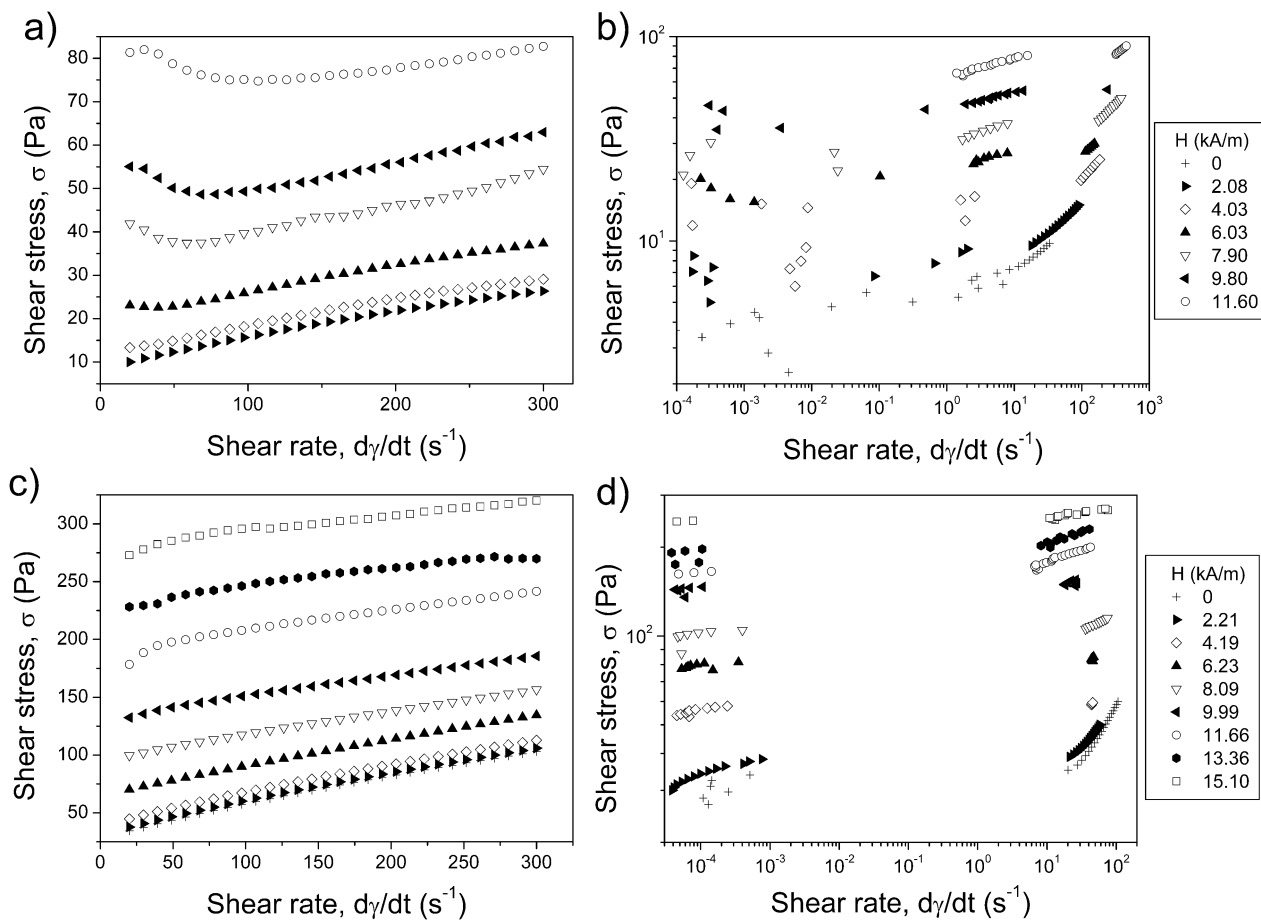 a)
Shear stress, σ (Pa)
80
70
60
50
40
30
20
10
0 100 200 300
Shear rate, dγ/dt (s⁻¹)
b)
Shear stress, σ (Pa)
10²
10¹
10⁻⁴ 10⁻³ 10⁻² 10⁻¹ 10⁰ 10¹ 10² 10³
Shear rate, dγ/dt (s⁻¹)
H (kA/m)
0
2.08
4.03
6.03
7.90
9.80
11.60
c)
Shear stress, σ (Pa)
300
250
200
150
100
50
0 50 100 150 200 250 300
Shear rate, dγ/dt (s⁻¹)
d)
Shear stress, σ (Pa)
10²
10⁻⁴ 10⁻³ 10⁻² 10⁻¹ 10⁰ 10¹ 10²
Shear rate, dγ/dt (s⁻¹)
H (kA/m)
0
2.21
4.19
6.23
8.09
9.99
11.66
13.36
15.10